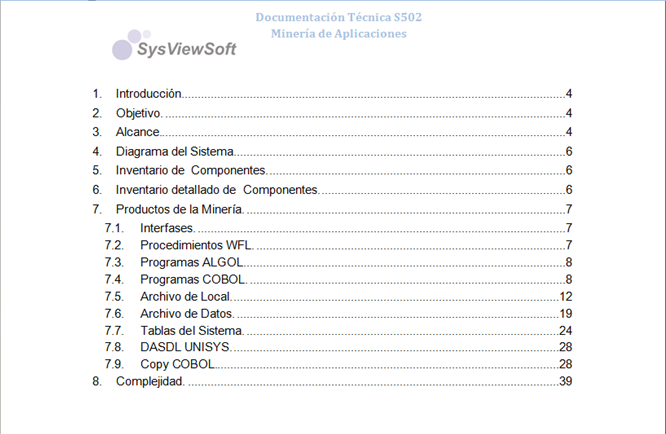 Documentación Técnica S502
Minería de Aplicaciones
SysViewSoft
1. Introducción.....4
2. Objetivo.....4
3. Alcance.....4
4. Diagrama del Sistema.....6
5. Inventario de Componentes.....6
6. Inventario detallado de Componentes.....6
7. Productos de la Minería.....7
7.1. Interfases.....7
7.2. Procedimientos WFL.....7
7.3. Programas ALGOL.....8
7.4. Programas COBOL.....8
7.5. Archivo de Local.....12
7.6. Archivo de Datos.....19
7.7. Tablas del Sistema.....24
7.8. DASDL UNISYS.....28
7.9. Copy COBOL.....28
8. Complejidad.....39